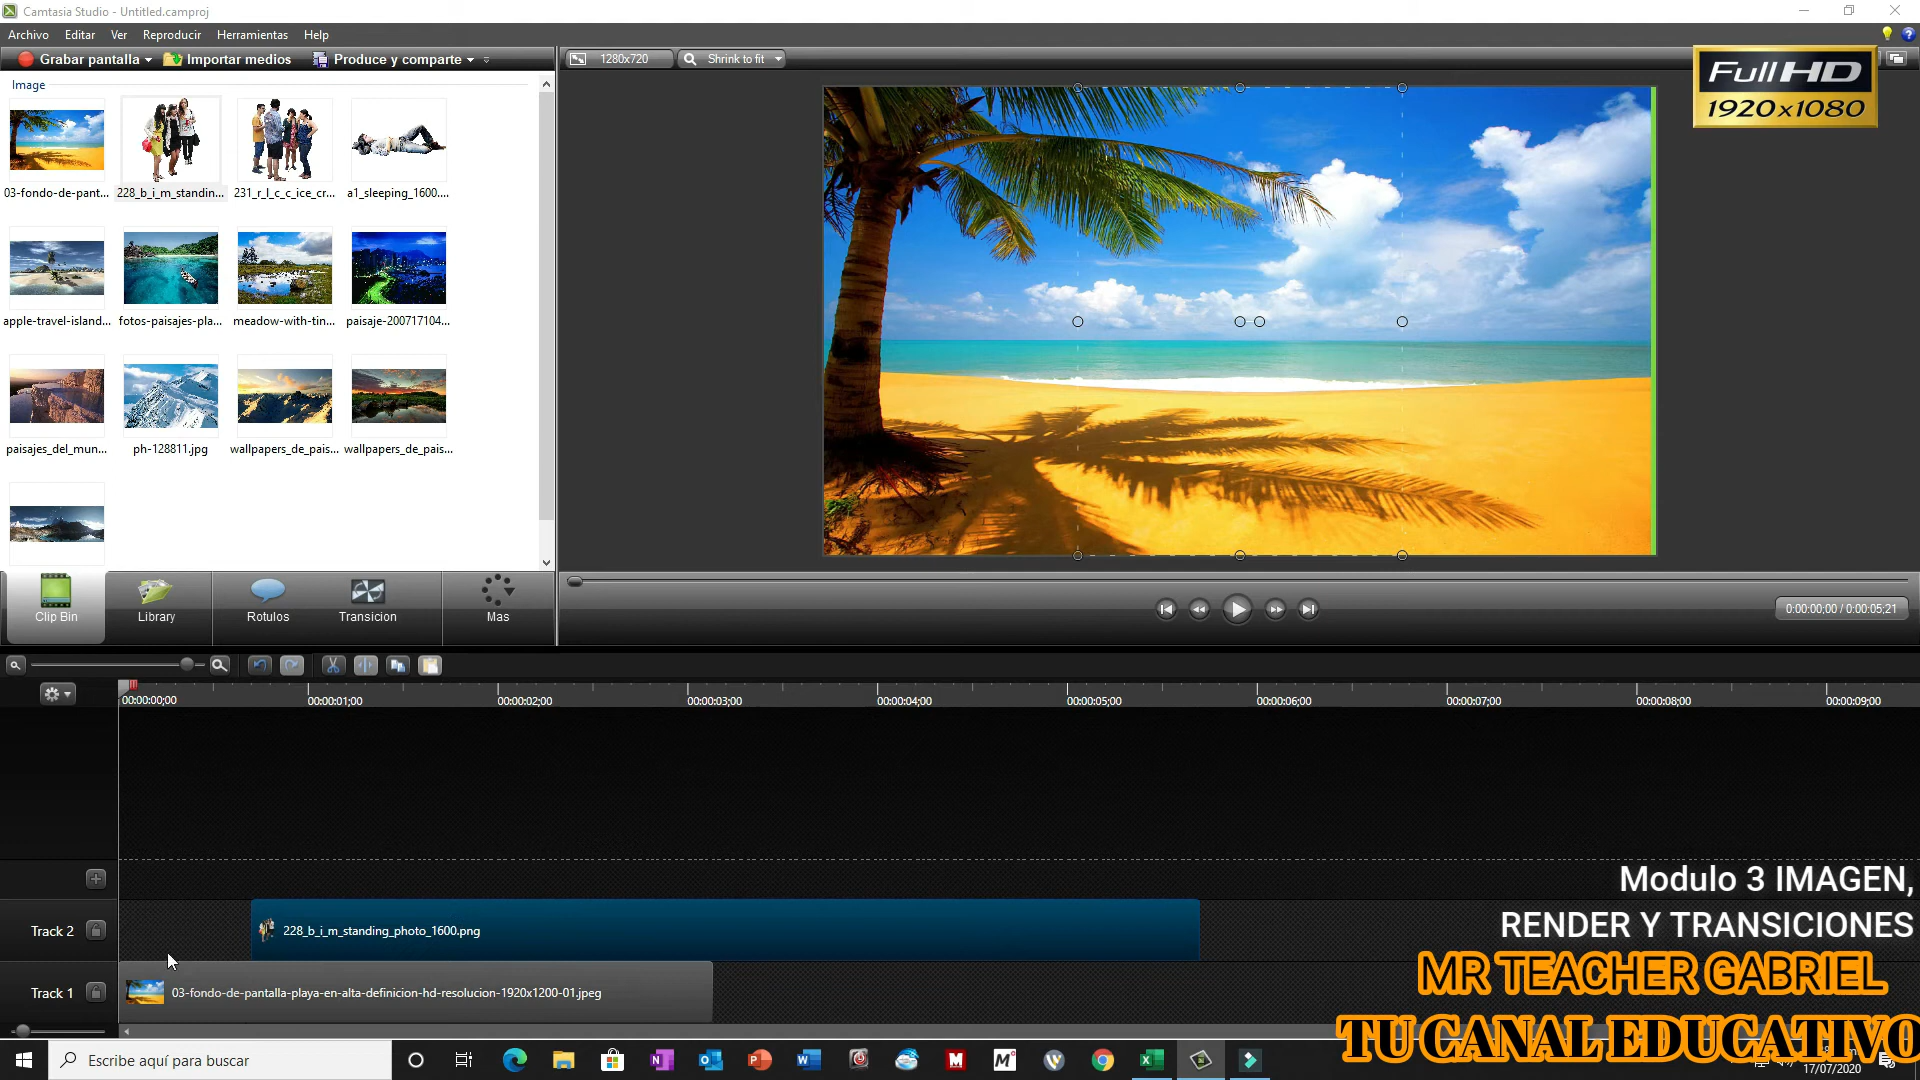 Camtasia Studio - Untitled.camproj
Archivo Editar Ver Reproducir Herramientas Help
Grabar pantalla Importar medios Produce y comparte
1280x720 Shrink to fit
Full HD
1920x1080
Image
03-fondo-de-pant... 228_b_i_m_standin... 231_r_l_c_c_ice_cr... a1_sleeping_1600....
apple-travel-island... fotos-paisajes-pla... meadow-with-tin... paisaje-200717104...
paisajes_del_mun... ph-128811.jpg wallpapers_de_pais... wallpapers_de_pais...
Clip Bin Library Rotulos Transicion Mas
0:00:00;00 / 0:00:05;21
00:00:00;00 00:00:01;00 00:00:02;00 00:00:03;00 00:00:04;00 00:00:05;00 00:00:06;00 00:00:07;00 00:00:08;00 00:00:09;00
Modulo 3 IMAGEN,
RENDER Y TRANSICIONES
Track 2 228_b_i_m_standing_photo_1600.png
MR TEACHER GABRIEL
Track 1 03-fondo-de-pantalla-playa-en-alta-definicion-hd-resolucion-1920x1200-01.jpeg
TU CANAL EDUCATIVO
Escribe aquí para buscar
17/07/2020